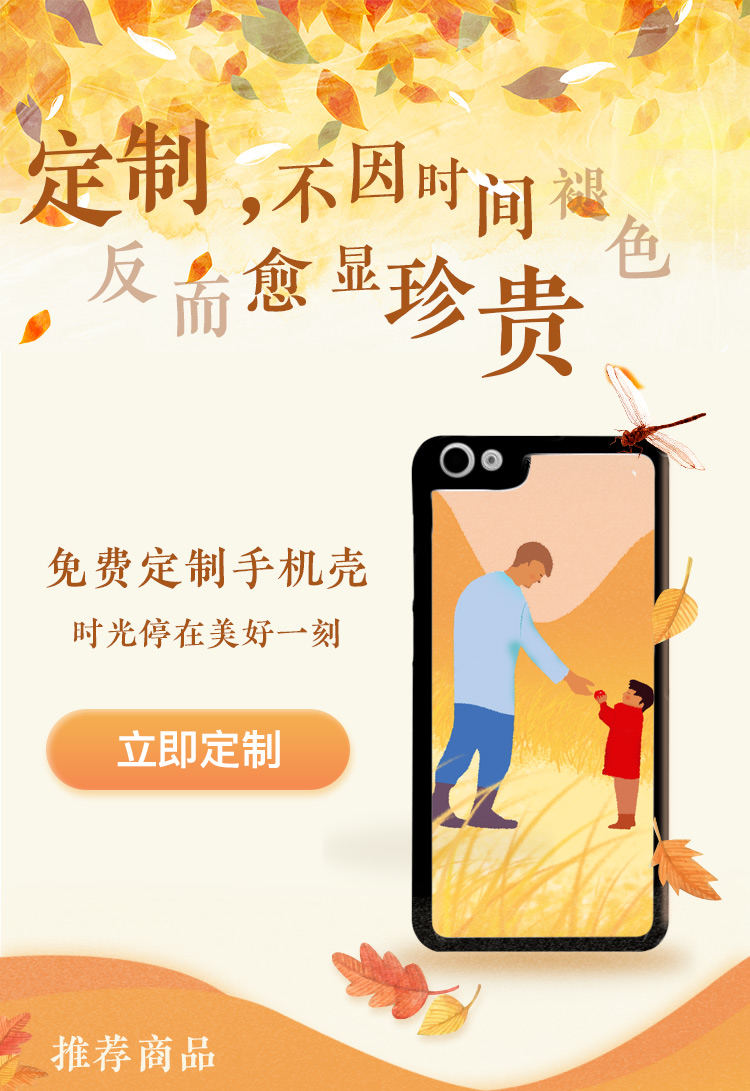 定制，不因时间褪色
反而愈显珍贵
免费定制手机壳
时光停在美好一刻
立即定制
推荐商品